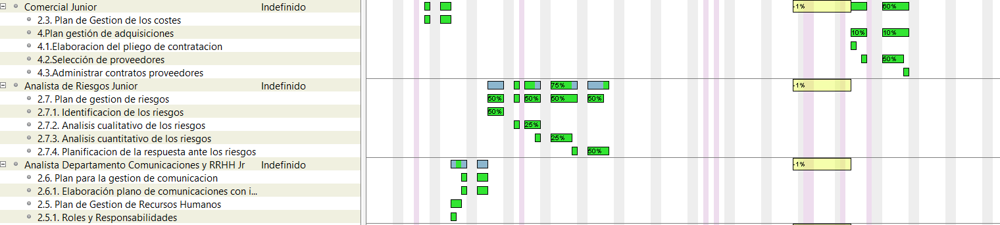 Comercial Junior Indefinido -1% 60%
2.3. Plan de Gestion de los costes
4.Plan gestión de adquisiciones 10% 10%
4.1.Elaboracion del pliego de contratacion
4.2.Selección de proveedores 50%
4.3.Administrar contratos proveedores
Analista de Riesgos Junior Indefinido 75% -1%
2.7. Plan de gestion de riesgos 50% 50% 50% 50%
2.7.1. Identificacion de los riesgos 50%
2.7.2. Analisis cualitativo de los riesgos 25%
2.7.3. Analisis cuantitativo de los riesgos 25%
2.7.4. Planificacion de la respuesta ante los riesgos 50%
Analista Departamento Comunicaciones y RRHH Jr Indefinido -1%
2.6. Plan para la gestion de comunicacion
2.6.1. Elaboración plano de comunicaciones con i...
2.5. Plan de Gestion de Recursos Humanos
2.5.1. Roles y Responsabilidades